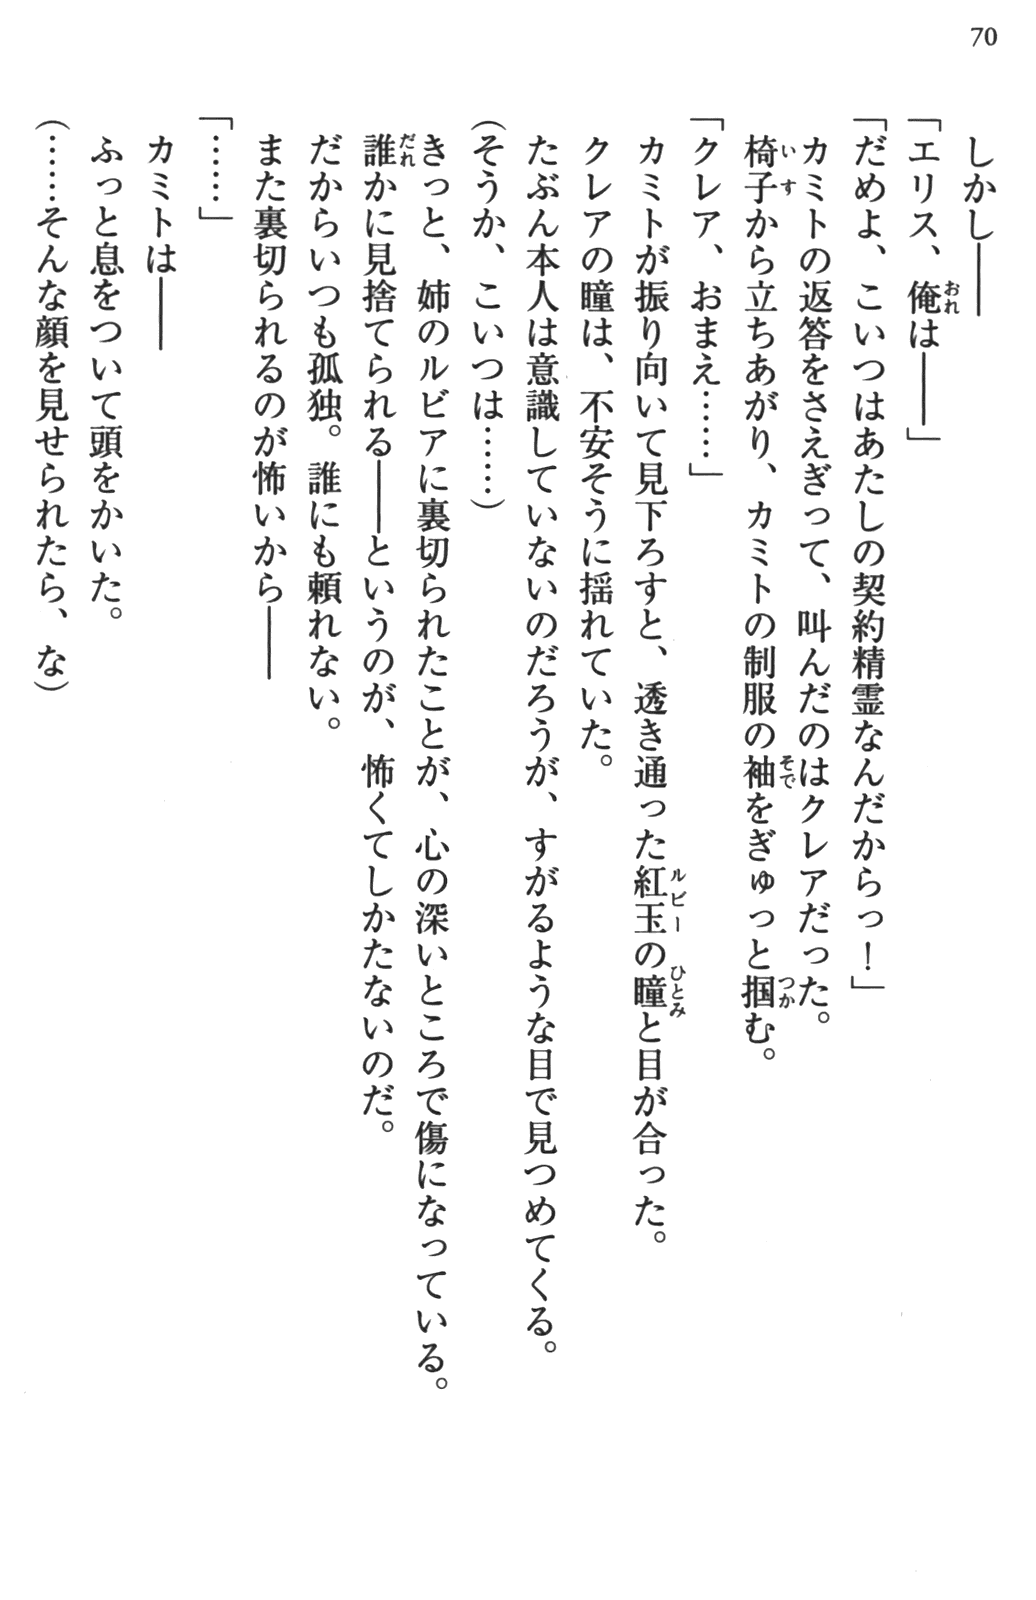 70
しかし――
「エリス、俺は――」
「だめよ、こいつはあたしの契約精霊なんだからっ！」
カミトの返答をさえぎって、叫んだのはクレアだった。
椅子から立ちあがり、カミトの制服の袖をぎゅっと掴む。
「クレア、おまえ……」
カミトが振り向いて見下ろすと、透き通った紅玉の瞳と目が合った。
クレアの瞳は、不安そうに揺れていた。
たぶん本人は意識していないのだろうが、すがるような目で見つめてくる。
（そうか、こいつは……）
きっと、姉のルビアに裏切られたことが、心の深いところで傷になっている。
誰かに見捨てられる――というのが、怖くてしかたないのだ。
だからいつも孤独。誰にも頼れない。
また裏切られるのが怖いから――
「……」
カミトは――
ふっと息をついて頭をかいた。
（……そんな顔を見せられたら、な）